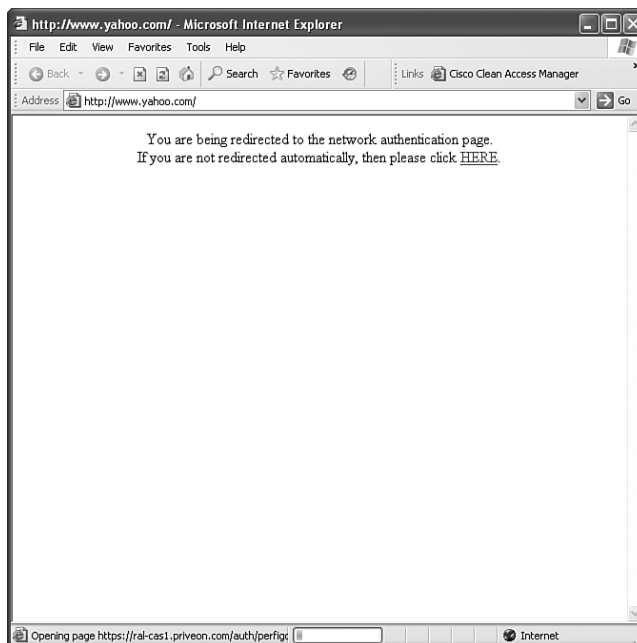 http://www.yahoo.com/ - Microsoft Internet Explorer
File Edit View Favorites Tools Help
Back Search Favorites Links Cisco Clean Access Manager
Address http://www.yahoo.com/ Go
You are being redirected to the network authentication page.
If you are not redirected automatically, then please click HERE.
Opening page https://ral-cas1.priveon.com/auth/perfigo Internet